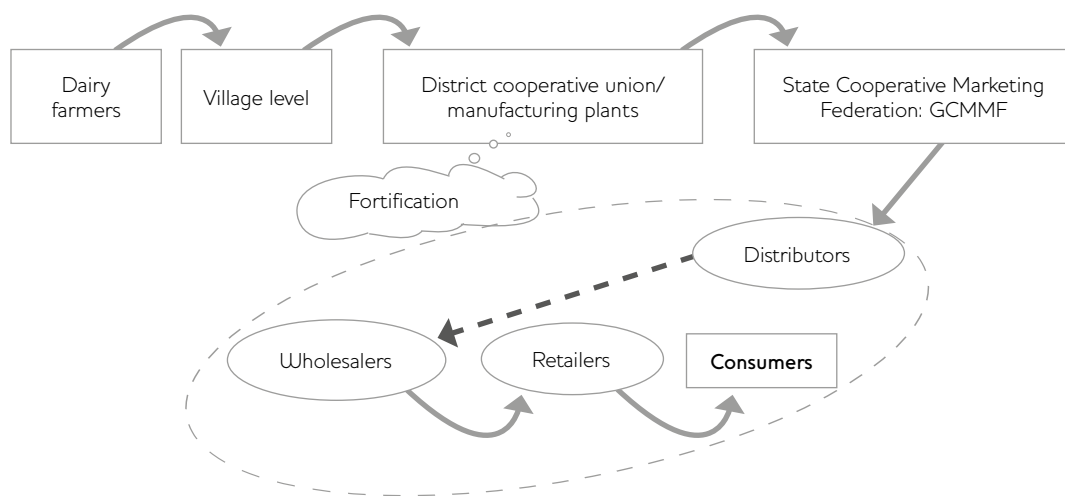 Dairy
farmers
Village level
District cooperative union/
manufacturing plants
State Cooperative Marketing
Federation: GCMMF
Fortification
Distributors
Wholesalers
Retailers
Consumers